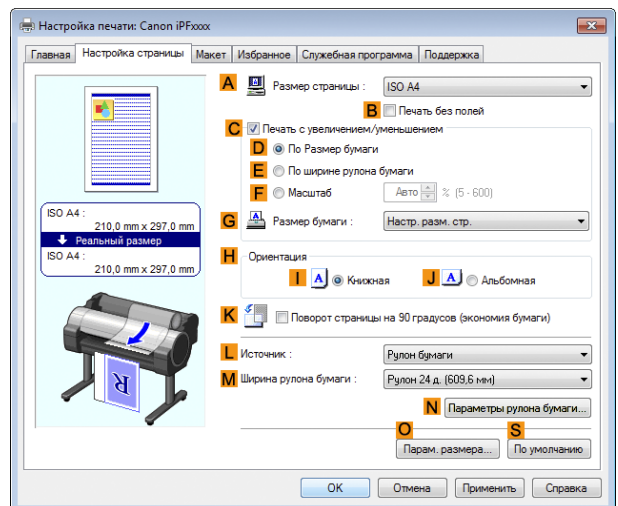 Настройка печати: Canon iPFxxxx
Главная Настройка страницы Макет Избранное Служебная программа Поддержка
A Размер страницы : ISO A4
B Печать без полей
C Печать с увеличением/уменьшением
D По Размер бумаги
E По ширине рулона бумаги
F Масштаб Авто % (5 - 600)
ISO A4 :
210,0 mm x 297,0 mm
Реальный размер
ISO A4 :
210,0 mm x 297,0 mm
G A Размер бумаги : Настр. разм. стр.
H Ориентация
I A Книжная J A Альбомная
K Поворот страницы на 90 градусов (экономия бумаги)
R
L Источник : Рулон бумаги
M Ширина рулона бумаги : Рулон 24 д. (609,6 мм)
N Параметры рулона бумаги...
O S
Парам. размера... По умолчанию
OK Отмена Применить Справка